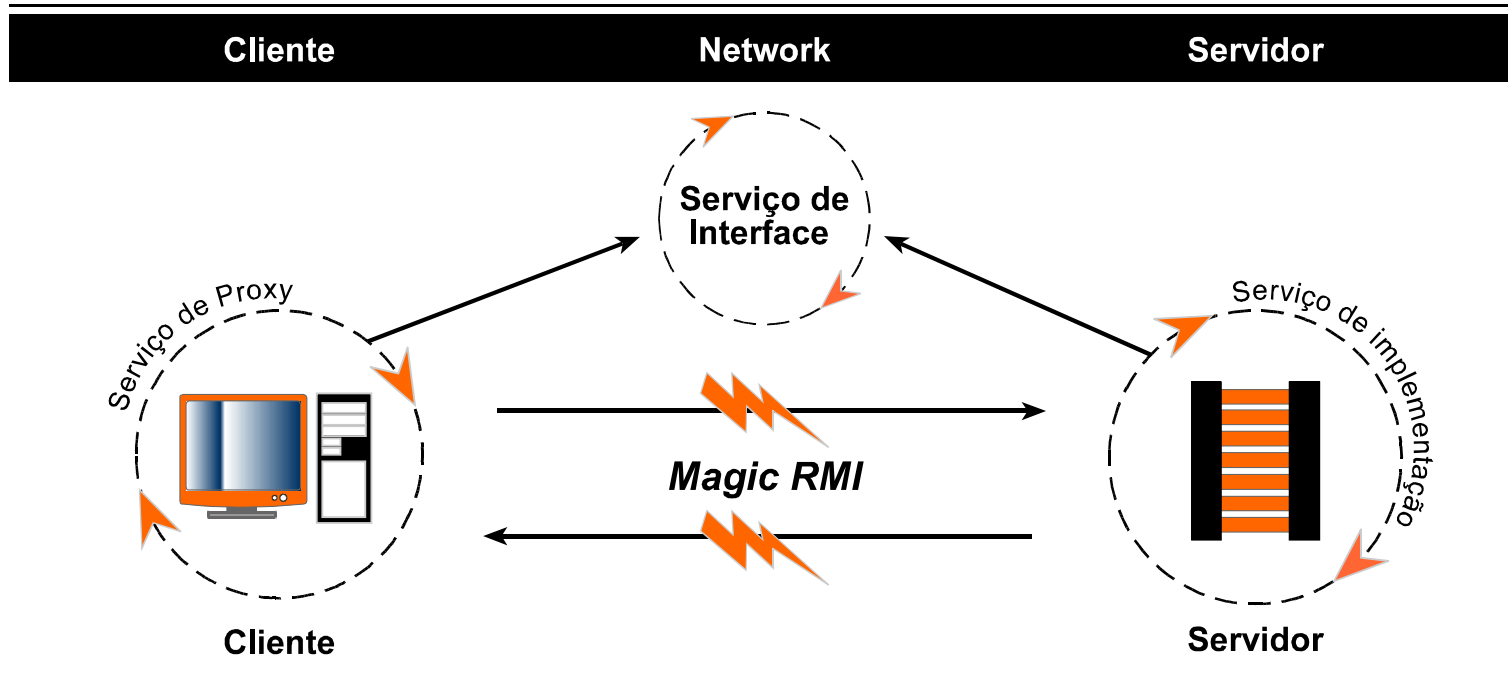 Cliente
Network
Servidor
Serviço de
Interface
Serviço de Proxy
Serviço de implementação
Magic RMI
Cliente
Servidor